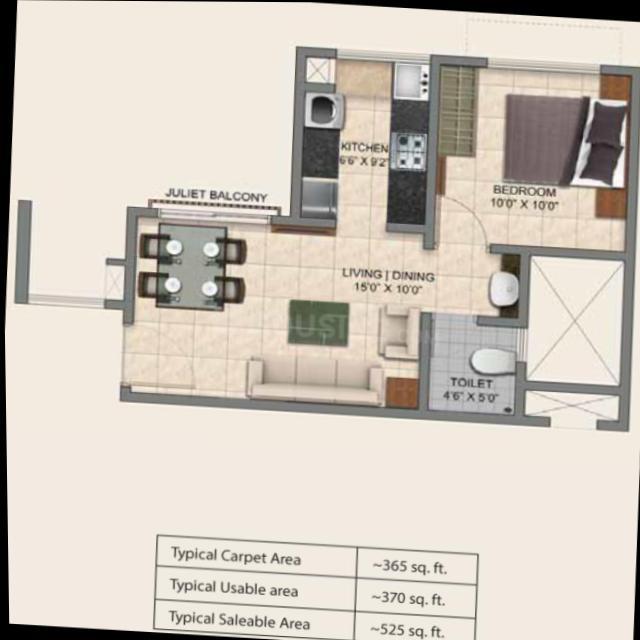 KITCHEN
6'6" X 9'2"
BEDROOM
10'0" X 10'0"
JULIET BALCONY
LIVING | DINING
15'0" X 10'0"
TOILET
4'6" X 5'0"
Typical Carpet Area ~365 sq. ft.
Typical Usable area ~370 sq. ft.
Typical Saleable Area ~525 sq. ft.